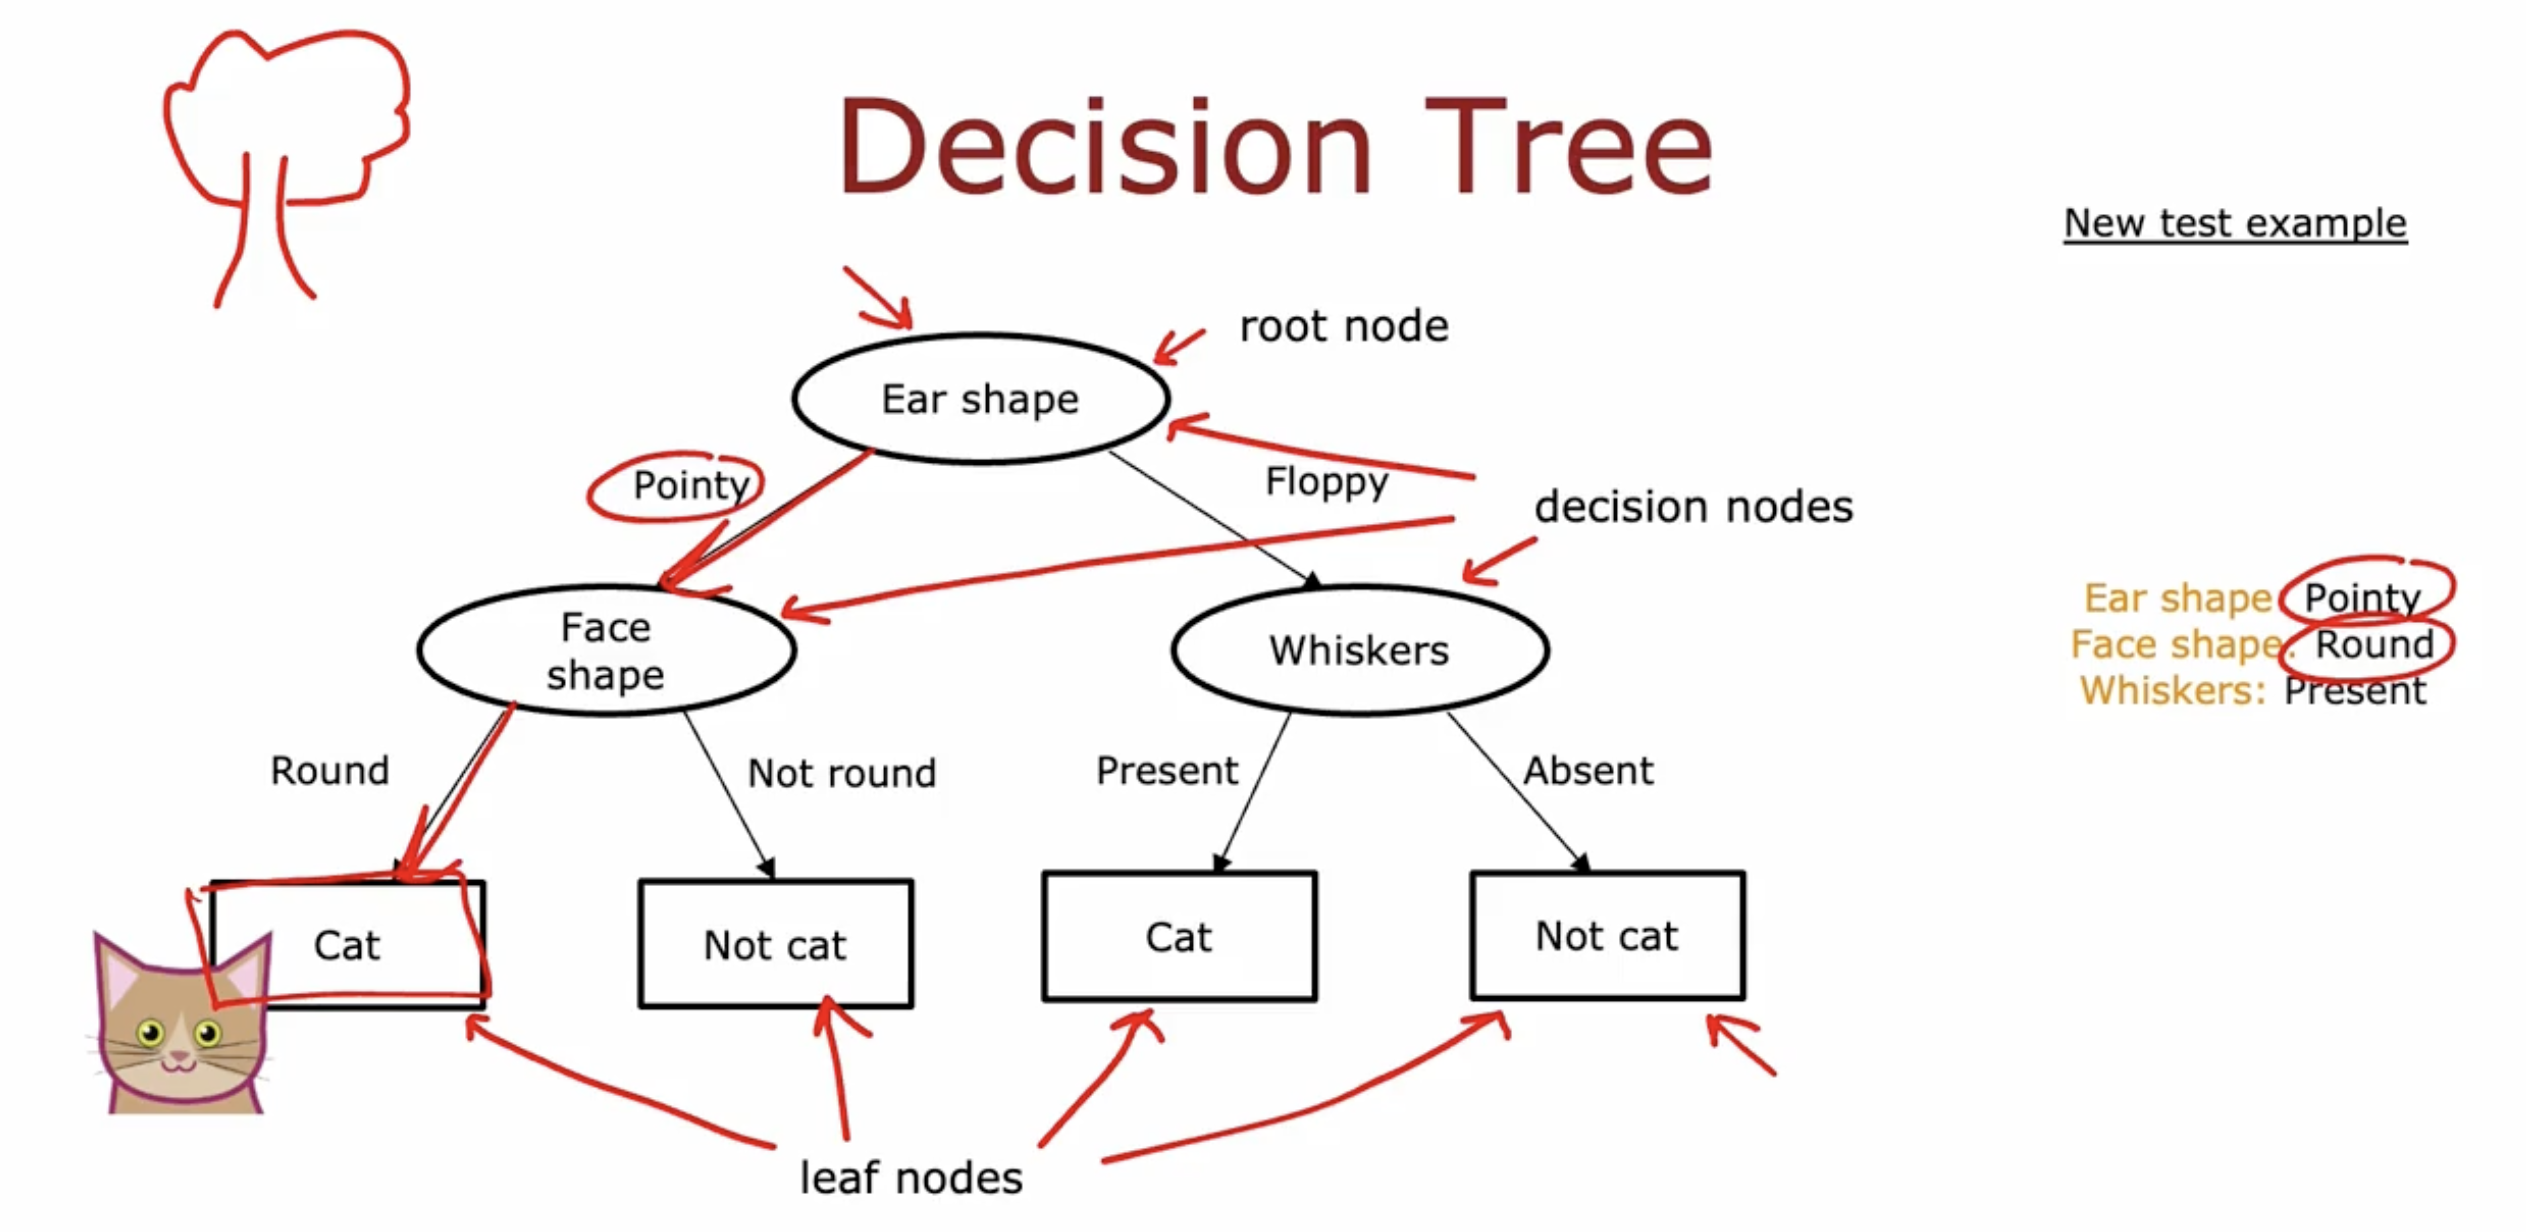 Decision Tree
New test example
root node
Ear shape
Pointy
Floppy
decision nodes
Face
shape
Whiskers
Ear shape Pointy
Face shape: Round
Whiskers: Present
Round
Not round
Present
Absent
Cat
Not cat
Cat
Not cat
leaf nodes